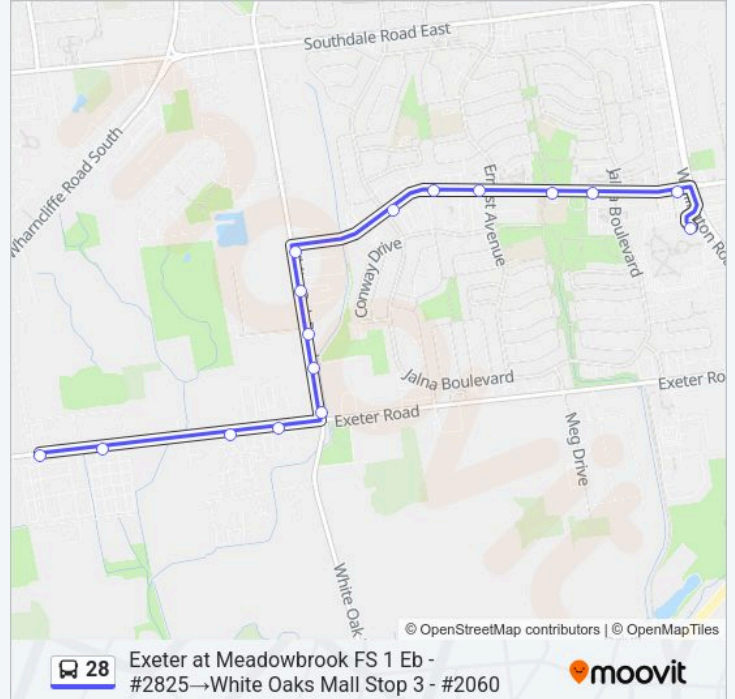 Southdale Road East
Wharncliffe Road South
Ernest Avenue
Jalna Boulevard
Conway Drive
Jalna Boulevard
Exeter Ro
Exeter Road
Meg Drive
White Oak
© OpenStreetMap contributors | © OpenMapTiles
28
Exeter at Meadowbrook FS 1 Eb -
#2825→White Oaks Mall Stop 3 - #2060
moovit